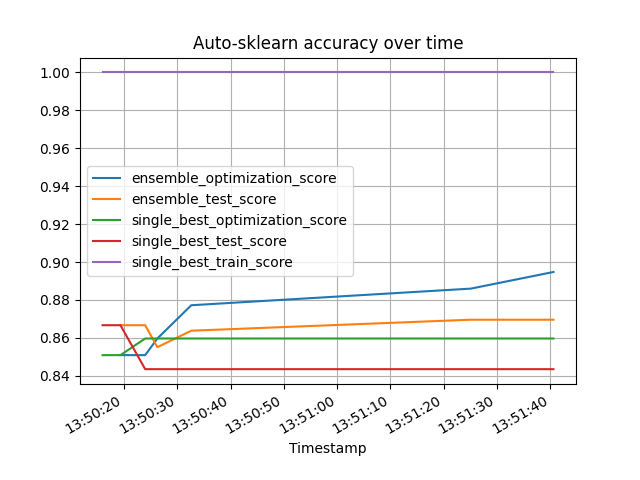 Auto-sklearn accuracy over time
1.00
0.98
0.96
0.94
0.92
0.90
0.88
0.86
0.84
ensemble_optimization_score
ensemble_test_score
single_best_optimization_score
single_best_test_score
single_best_train_score
13:50:20
13:50:30
13:50:40
13:50:50
13:51:00
13:51:10
13:51:20
13:51:30
13:51:40
Timestamp